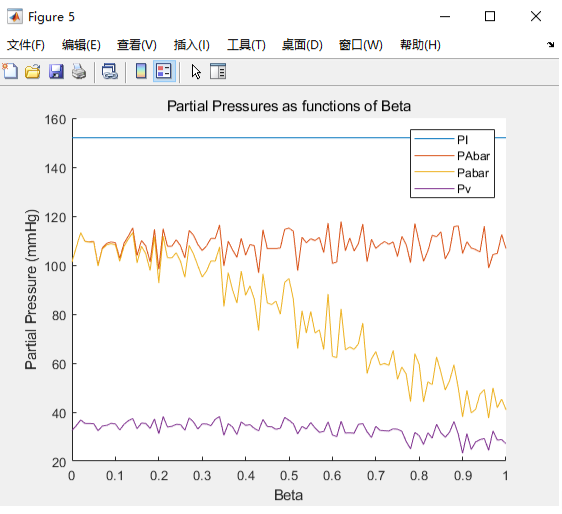 Figure 5
文件(F) 编辑(E) 查看(V) 插入(I) 工具(T) 桌面(D) 窗口(W) 帮助(H)
Partial Pressures as functions of Beta
160
140
120
100
80
60
40
20
Partial Pressure (mmHg)
PI
PAbar
Pabar
Pv
0 0.1 0.2 0.3 0.4 0.5 0.6 0.7 0.8 0.9 1
Beta